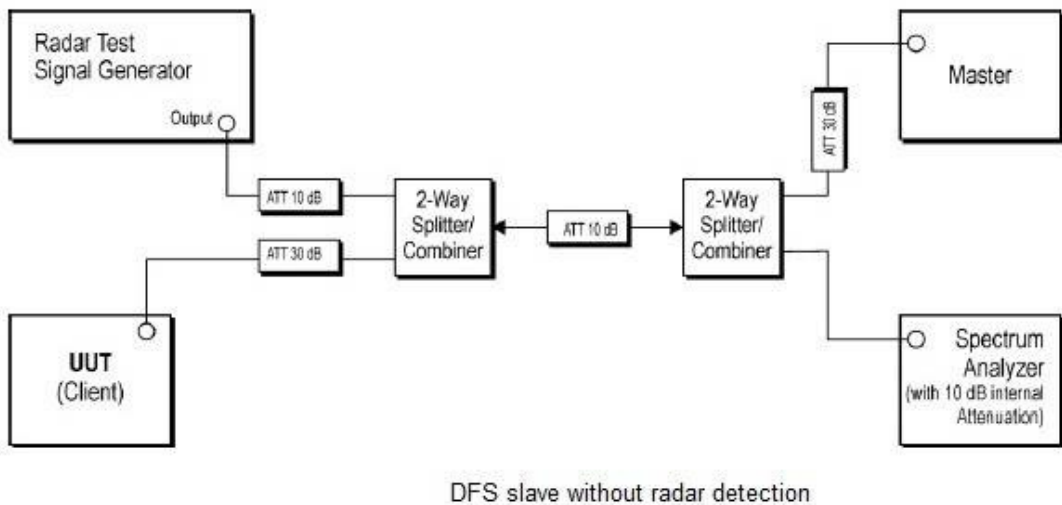 Radar Test
Signal Generator
Output
ATT 10 dB
ATT 30 dB
2-Way
Splitter/
Combiner
ATT 10 dB
2-Way
Splitter/
Combiner
ATT 30 dB
Master
UUT
(Client)
Spectrum
Analyzer
(with 10 dB internal
Attenuation)
DFS slave without radar detection